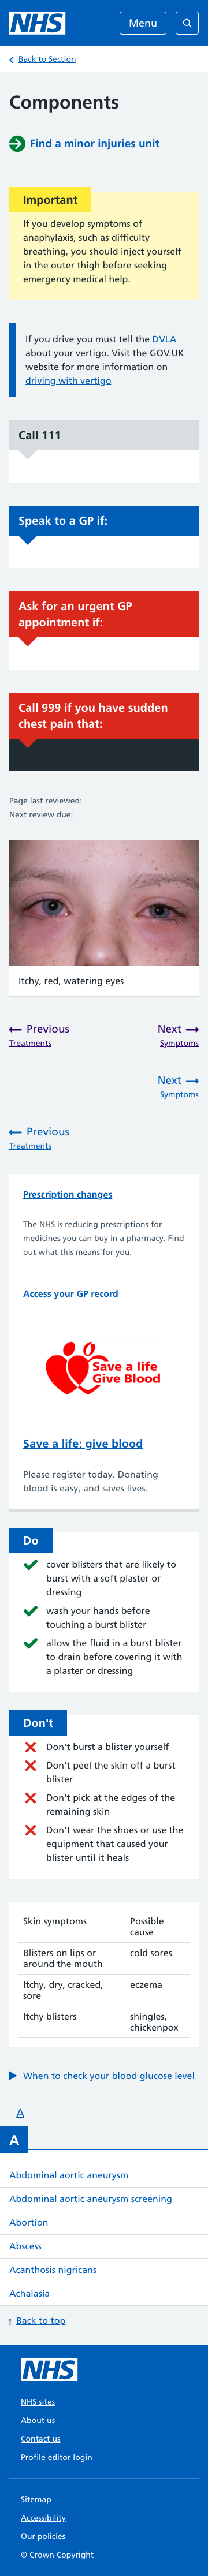 NHS
Menu
Back to Section
Components
Find a minor injuries unit
Important
If you develop symptoms of
anaphylaxis, such as difficulty
breathing, you should inject yourself
in the outer thigh before seeking
emergency medical help.
If you drive you must tell the DVLA
about your vertigo. Visit the GOV.UK
website for more information on
driving with vertigo
Call 111
Speak to a GP if:
Ask for an urgent GP
appointment if:
Call 999 if you have sudden
chest pain that:
Page last reviewed:
Next review due:
Itchy, red, watering eyes
Previous
Treatments
Next
Symptoms
Next
Symptoms
Previous
Treatments
Prescription changes
The NHS is reducing prescriptions for
medicines you can buy in a pharmacy. Find
out what this means for you.
Access your GP record
Save a life
give blood
Save a life: give blood
Please register today. Donating
blood is easy, and saves lives.
Do
cover blisters that are likely to
burst with a soft plaster or
dressing
wash your hands before
touching a burst blister
allow the fluid in a burst blister
to drain before covering it with
a plaster or dressing
Don't
Don't burst a blister yourself
Don't peel the skin off a burst
blister
Don't pick at the edges of the
remaining skin
Don't wear the shoes or use the
equipment that caused your
blister until it heals
Skin symptoms Possible
cause
Blisters on lips or cold sores
around the mouth
Itchy, dry, cracked, eczema
sore
Itchy blisters shingles,
chickenpox
When to check your blood glucose level
A
A
Abdominal aortic aneurysm
Abdominal aortic aneurysm screening
Abortion
Abscess
Acanthosis nigricans
Achalasia
Back to top
NHS
NHS sites
About us
Contact us
Profile editor login
Sitemap
Accessibility
Our policies
© Crown Copyright